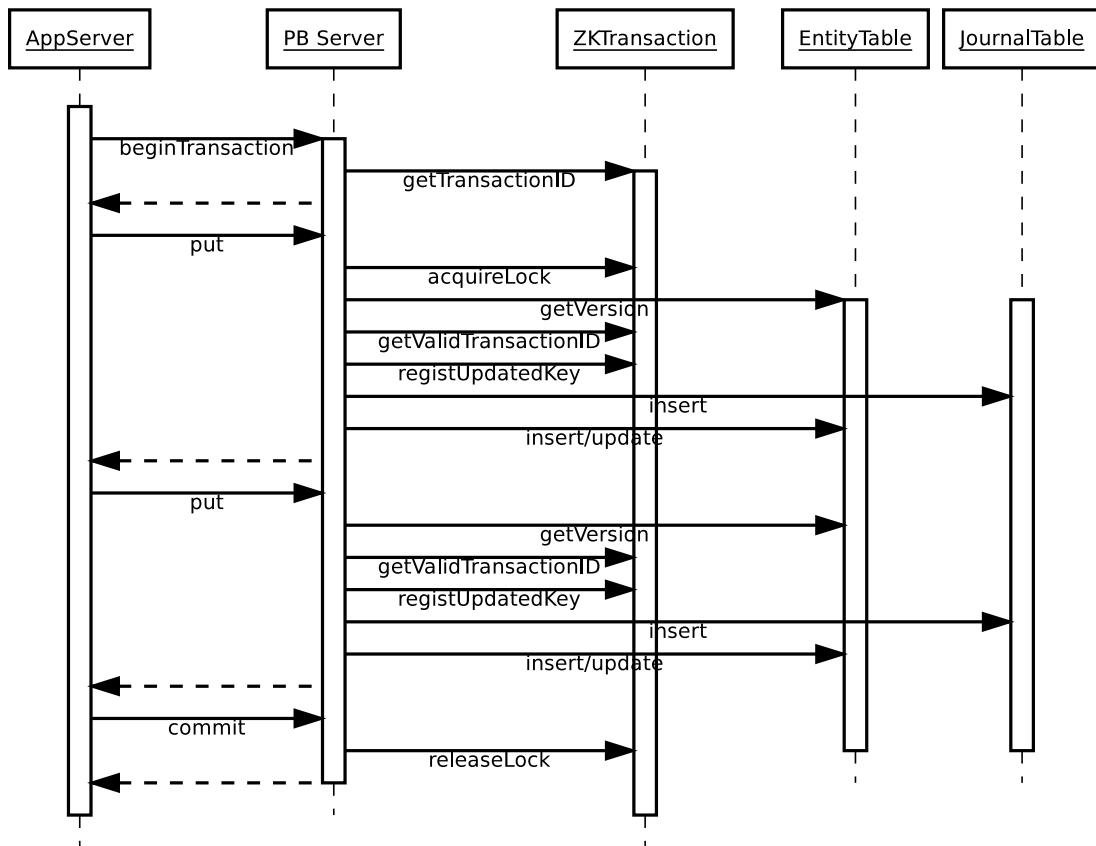 AppServer
PB Server
ZKTransaction
EntityTable
JournalTable
beginTransaction
getTransactionID
put
acquireLock
getVersion
getValidTransactionID
registUpdatedKey
insert
insert/update
put
getVersion
getValidTransactionID
registUpdatedKey
insert
insert/update
commit
releaseLock